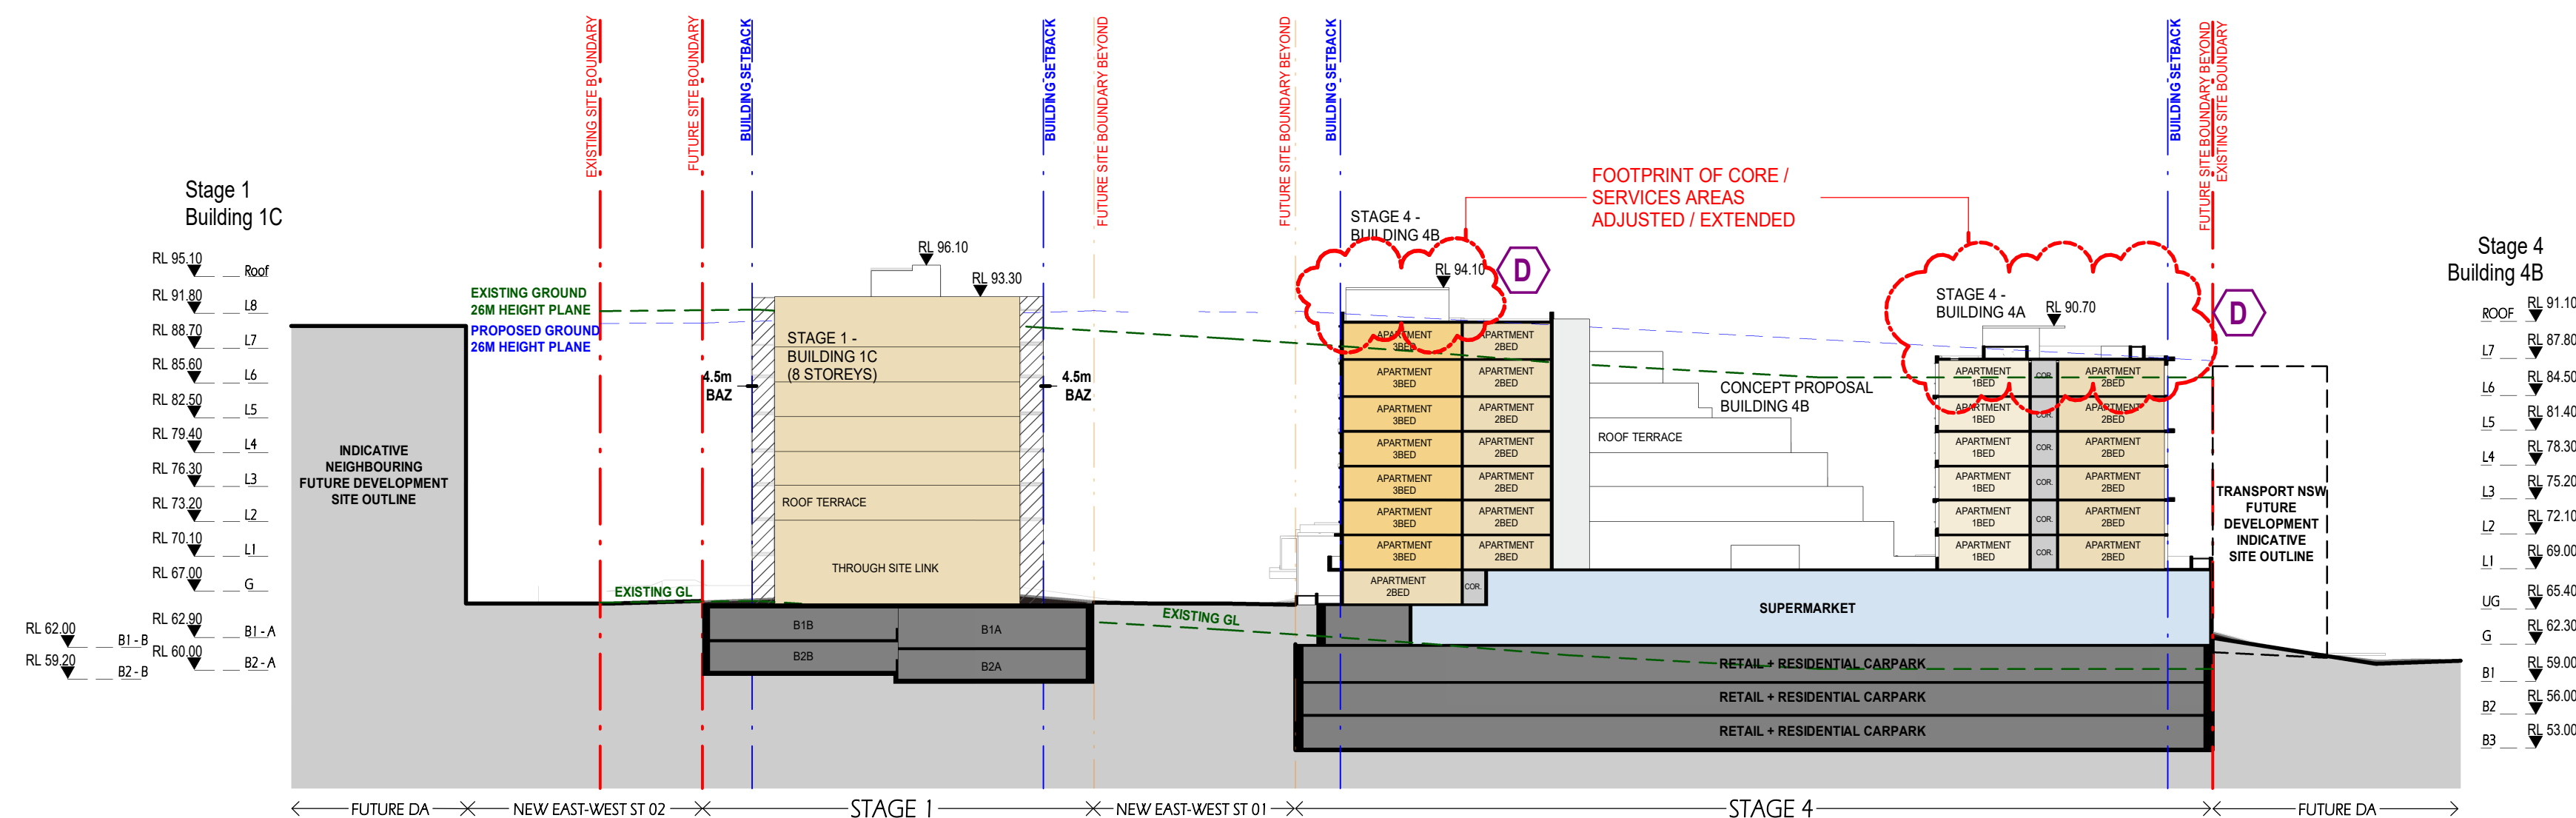 EXISTING SITE BOUNDARY
FUTURE SITE BOUNDARY
BUILDING SETBACK
BUILDING SETBACK
FUTURE SITE BOUNDARY BEYOND
FUTURE SITE BOUNDARY BEYOND
BUILDING SETBACK
BUILDING SETBACK
FUTURE SITE BOUNDARY BEYOND
EXISTING SITE BOUNDARY
Stage 1
Building 1C
RL 95.10
Roof
RL 91.80
L8
RL 88.70
L7
RL 85.60
L6
RL 82.50
L5
RL 79.40
L4
RL 76.30
L3
RL 73.20
L2
RL 70.10
L1
RL 67.00
G
RL 62.90
B1 - A
RL 62.00
B1 - B
RL 60.00
B2 - A
RL 59.20
B2 - B
EXISTING GROUND
26M HEIGHT PLANE
PROPOSED GROUND
26M HEIGHT PLANE
INDICATIVE
NEIGHBOURING
FUTURE DEVELOPMENT
SITE OUTLINE
RL 96.10
RL 93.30
STAGE 1 -
BUILDING 1C
(8 STOREYS)
4.5m
BAZ
4.5m
BAZ
ROOF TERRACE
THROUGH SITE LINK
EXISTING GL
EXISTING GL
B1B
B1A
B2B
B2A
FOOTPRINT OF CORE /
SERVICES AREAS
ADJUSTED / EXTENDED
STAGE 4 -
BUILDING 4B
RL 94.10
D
APARTMENT
3BED
APARTMENT
2BED
APARTMENT
3BED
APARTMENT
2BED
APARTMENT
3BED
APARTMENT
2BED
APARTMENT
3BED
APARTMENT
2BED
APARTMENT
3BED
APARTMENT
2BED
APARTMENT
3BED
APARTMENT
2BED
APARTMENT
3BED
APARTMENT
2BED
APARTMENT
2BED
COR.
CONCEPT PROPOSAL
BUILDING 4B
ROOF TERRACE
STAGE 4 -
BUILDING 4A
RL 90.70
D
APARTMENT
1BED
COR.
APARTMENT
2BED
APARTMENT
1BED
COR.
APARTMENT
2BED
APARTMENT
1BED
COR.
APARTMENT
2BED
APARTMENT
1BED
COR.
APARTMENT
2BED
APARTMENT
1BED
COR.
APARTMENT
2BED
APARTMENT
1BED
COR.
APARTMENT
2BED
SUPERMARKET
RETAIL + RESIDENTIAL CARPARK
RETAIL + RESIDENTIAL CARPARK
RETAIL + RESIDENTIAL CARPARK
TRANSPORT NSW
FUTURE
DEVELOPMENT
INDICATIVE
SITE OUTLINE
Stage 4
Building 4B
RL 91.10
ROOF
RL 87.80
L7
RL 84.50
L6
RL 81.40
L5
RL 78.30
L4
RL 75.20
L3
RL 72.10
L2
RL 69.00
L1
RL 65.40
UG
RL 62.30
G
RL 59.00
B1
RL 56.00
B2
RL 53.00
B3
FUTURE DA
NEW EAST-WEST ST 02
STAGE 1
NEW EAST-WEST ST 01
STAGE 4
FUTURE DA